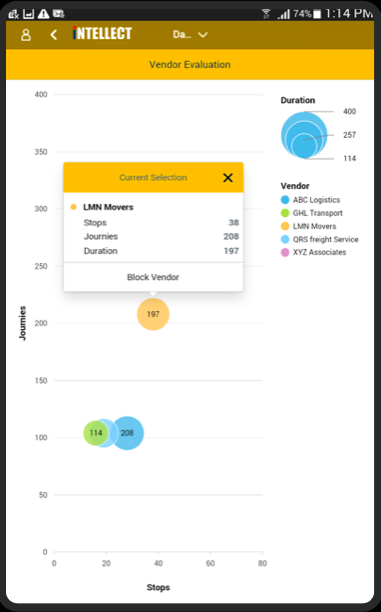 74% 1:14 PM
iNTELLECT
Da...
Vendor Evaluation
400
350
300
250
200
150
100
50
0
0
20
40
60
80
Journies
Stops
Current Selection
LMN Movers
Stops 38
Journies 208
Duration 197
Block Vendor
197
114
208
Duration
400
257
114
Vendor
ABC Logistics
GHL Transport
LMN Movers
QRS freight Service
XYZ Associates